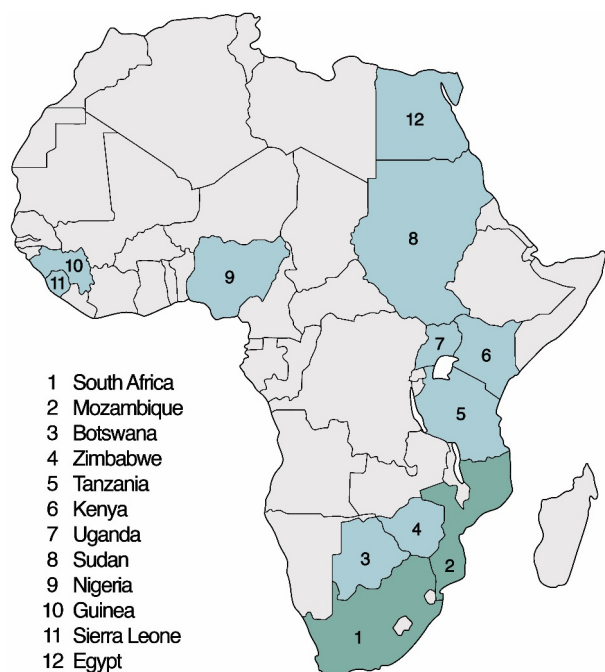 12
8
10
11
9
7
6
5
4
3
2
1
1 South Africa
2 Mozambique
3 Botswana
4 Zimbabwe
5 Tanzania
6 Kenya
7 Uganda
8 Sudan
9 Nigeria
10 Guinea
11 Sierra Leone
12 Egypt